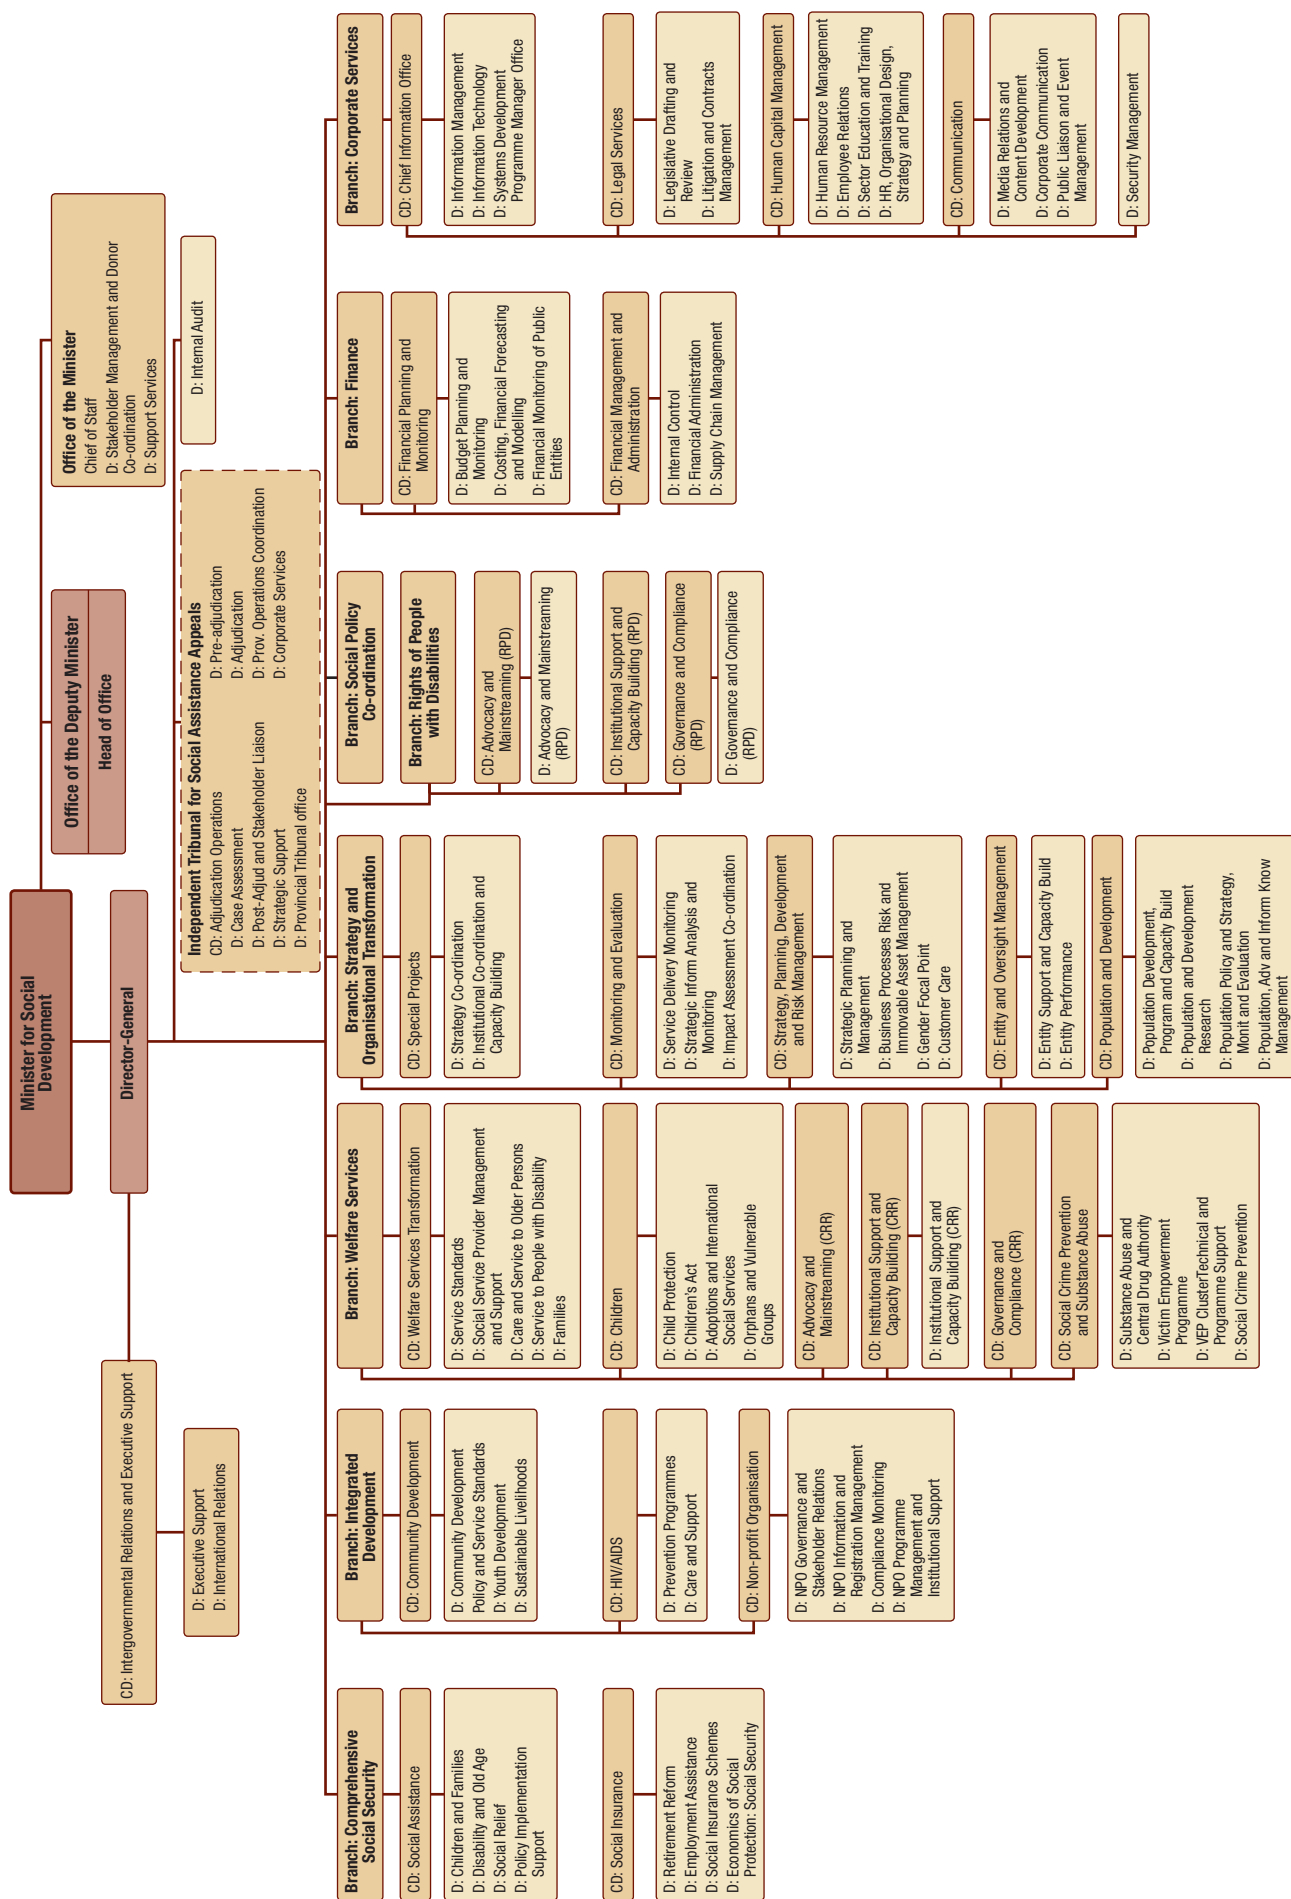 Minister for Social
Development
Office of the Deputy Minister
Head of Office
Office of the Minister
Chief of Staff
D: Stakeholder Management and Donor
Co-ordination
D: Support Services
Director-General
CD: Intergovernmental Relations and Executive Support
D: Executive Support
D: International Relations
Independent Tribunal for Social Assistance Appeals
CD: Adjudication Operations
D: Case Assessment
D: Post-Adjud and Stakeholder Liaison
D: Strategic Support
D: Provincial Tribunal office
D: Pre-adjudication
D: Adjudication
D: Prov. Operations Coordination
D: Corporate Services
D: Internal Audit
Branch: Comprehensive
Social Security
CD: Social Assistance
D: Children and Families
D: Disability and Old Age
D: Social Relief
D: Policy Implementation
Support
CD: Social Insurance
D: Retirement Reform
D: Employment Assistance
D: Social Insurance Schemes
D: Economics of Social
Protection: Social Security
Branch: Integrated
Development
CD: Community Development
D: Community Development
Policy and Service Standards
D: Youth Development
D: Sustainable Livelihoods
CD: HIV/AIDS
D: Prevention Programmes
D: Care and Support
CD: Non-profit Organisation
D: NPO Governance and
Stakeholder Relations
D: NPO Information and
Registration Management
D: Compliance Monitoring
D: NPO Programme
Management and
Institutional Support
Branch: Welfare Services
CD: Welfare Services Transformation
D: Service Standards
D: Social Service Provider Management
and Support
D: Care and Service to Older Persons
D: Service to People with Disability
D: Families
CD: Children
D: Child Protection
D: Children's Act
D: Adoptions and International
Social Services
D: Orphans and Vulnerable
Groups
CD: Advocacy and
Mainstreaming (CRR)
CD: Institutional Support and
Capacity Building (CRR)
D: Institutional Support and
Capacity Building (CRR)
CD: Governance and
Compliance (CRR)
CD: Social Crime Prevention
and Substance Abuse
D: Substance Abuse and
Central Drug Authority
D: Victim Empowerment
Programme
D: VEP ClusterTechnical and
Programme Support
D: Social Crime Prevention
Branch: Strategy and
Organisational Transformation
CD: Special Projects
D: Strategy Co-ordination
D: Institutional Co-ordination and
Capacity Building
CD: Monitoring and Evaluation
D: Service Delivery Monitoring
D: Strategic Inform Analysis and
Monitoring
D: Impact Assessment Co-ordination
CD: Strategy, Planning, Development
and Risk Management
D: Strategic Planning and
Management
D: Business Processes Risk and
Immovable Asset Management
D: Gender Focal Point
D: Customer Care
CD: Entity and Oversight Management
D: Entity Support and Capacity Build
D: Entity Performance
CD: Population and Development
D: Population Development,
Program and Capacity Build
D: Population and Development
Research
D: Population Policy and Strategy,
Monit and Evaluation
D: Population, Adv and Inform Know
Management
Branch: Social Policy
Co-ordination
Branch: Rights of People
with Disabilities
CD: Advocacy and
Mainstreaming (RPD)
D: Advocacy and Mainstreaming
(RPD)
CD: Institutional Support and
Capacity Building (RPD)
CD: Governance and Compliance
(RPD)
D: Governance and Compliance
(RPD)
Branch: Finance
CD: Financial Planning and
Monitoring
D: Budget Planning and
Monitoring
D: Costing, Financial Forecasting
and Modelling
D: Financial Monitoring of Public
Entities
CD: Financial Management and
Administration
D: Internal Control
D: Financial Administration
D: Supply Chain Management
Branch: Corporate Services
CD: Chief Information Office
D: Information Management
D: Information Technology
D: Systems Development
Programme Manager Office
CD: Legal Services
D: Legislative Drafting and
Review
D: Litigation and Contracts
Management
CD: Human Capital Management
D: Human Resource Management
D: Employee Relations
D: Sector Education and Training
D: HR, Organisational Design,
Strategy and Planning
CD: Communication
D: Media Relations and
Content Development
D: Corporate Communication
D: Public Liaison and Event
Management
D: Security Management